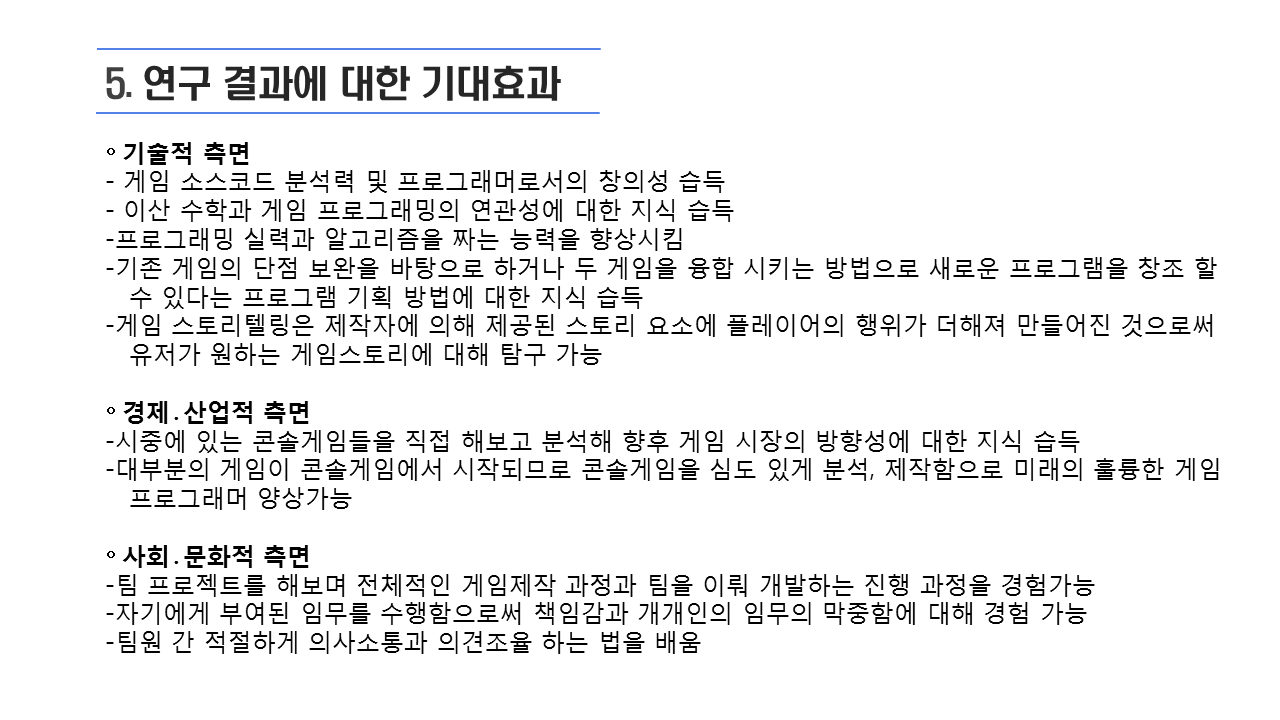 5. 연구 결과에 대한 기대효과
◦ 기술적 측면
- 게임 소스코드 분석력 및 프로그래머로서의 창의성 습득
- 이산 수학과 게임 프로그래밍의 연관성에 대한 지식 습득
-프로그래밍 실력과 알고리즘을 짜는 능력을 향상시킴
-기존 게임의 단점 보완을 바탕으로 하거나 두 게임을 융합 시키는 방법으로 새로운 프로그램을 창조 할
수 있다는 프로그램 기획 방법에 대한 지식 습득
-게임 스토리텔링은 제작자에 의해 제공된 스토리 요소에 플레이어의 행위가 더해져 만들어진 것으로써
유저가 원하는 게임스토리에 대해 탐구 가능
◦ 경제.산업적 측면
-시중에 있는 콘솔게임들을 직접 해보고 분석해 향후 게임 시장의 방향성에 대한 지식 습득
-대부분의 게임이 콘솔게임에서 시작되므로 콘솔게임을 심도 있게 분석, 제작함으로 미래의 훌륭한 게임
프로그래머 양상가능
◦ 사회.문화적 측면
-팀 프로젝트를 해보며 전체적인 게임제작 과정과 팀을 이뤄 개발하는 진행 과정을 경험가능
-자기에게 부여된 임무를 수행함으로써 책임감과 개개인의 임무의 막중함에 대해 경험 가능
-팀원 간 적절하게 의사소통과 의견조율 하는 법을 배움